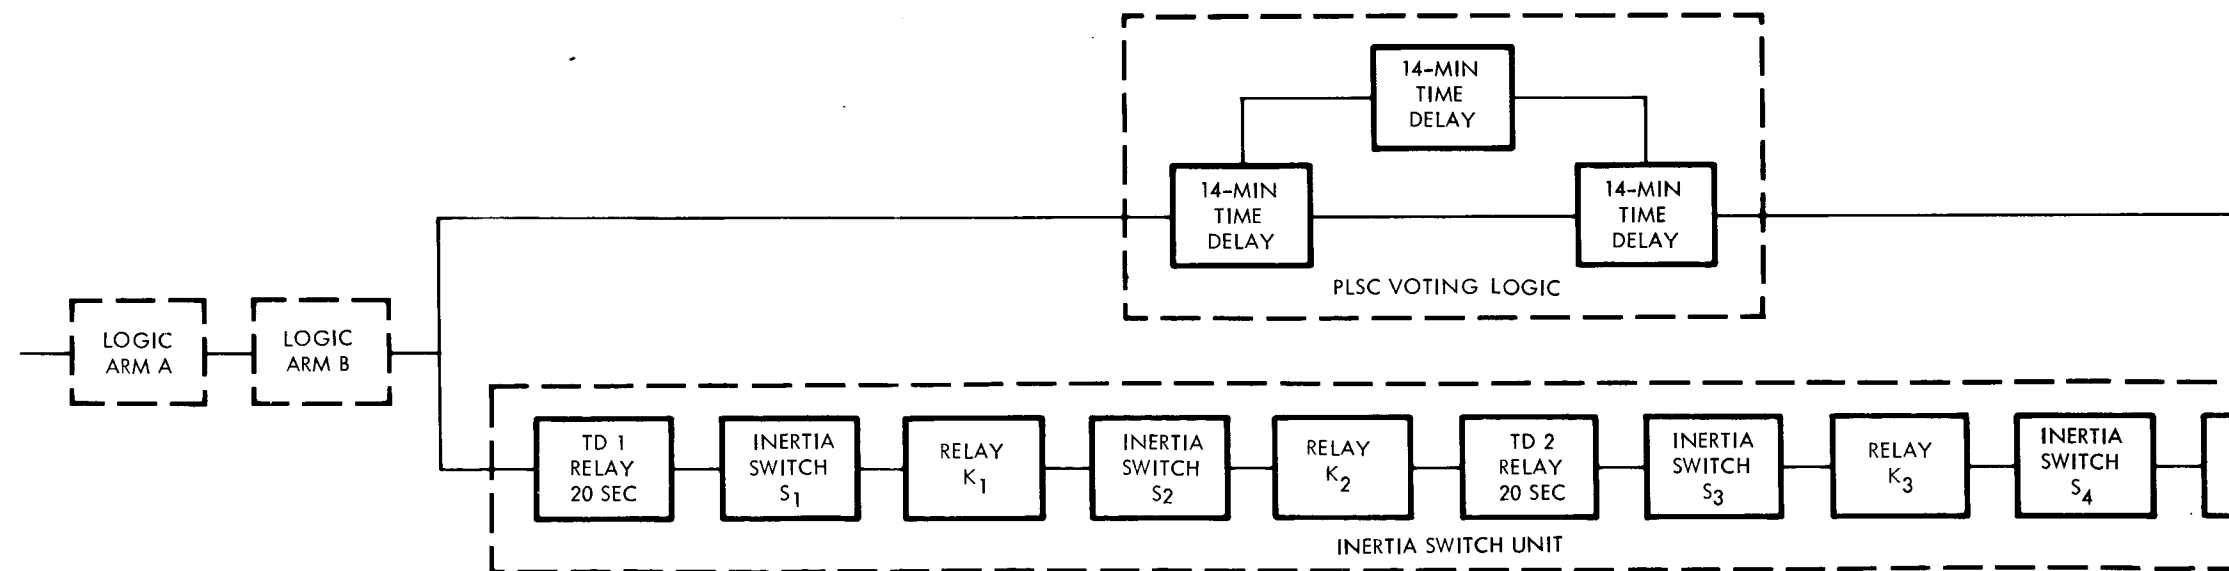 14-MIN
TIME
DELAY
14-MIN
TIME
DELAY
14-MIN
TIME
DELAY
PLSC VOTING LOGIC
LOGIC
ARM A
LOGIC
ARM B
TD 1
RELAY
20 SEC
INERTIA
SWITCH
S1
RELAY
K1
INERTIA
SWITCH
S2
RELAY
K2
TD 2
RELAY
20 SEC
INERTIA
SWITCH
S3
RELAY
K3
INERTIA
SWITCH
S4
INERTIA SWITCH UNIT